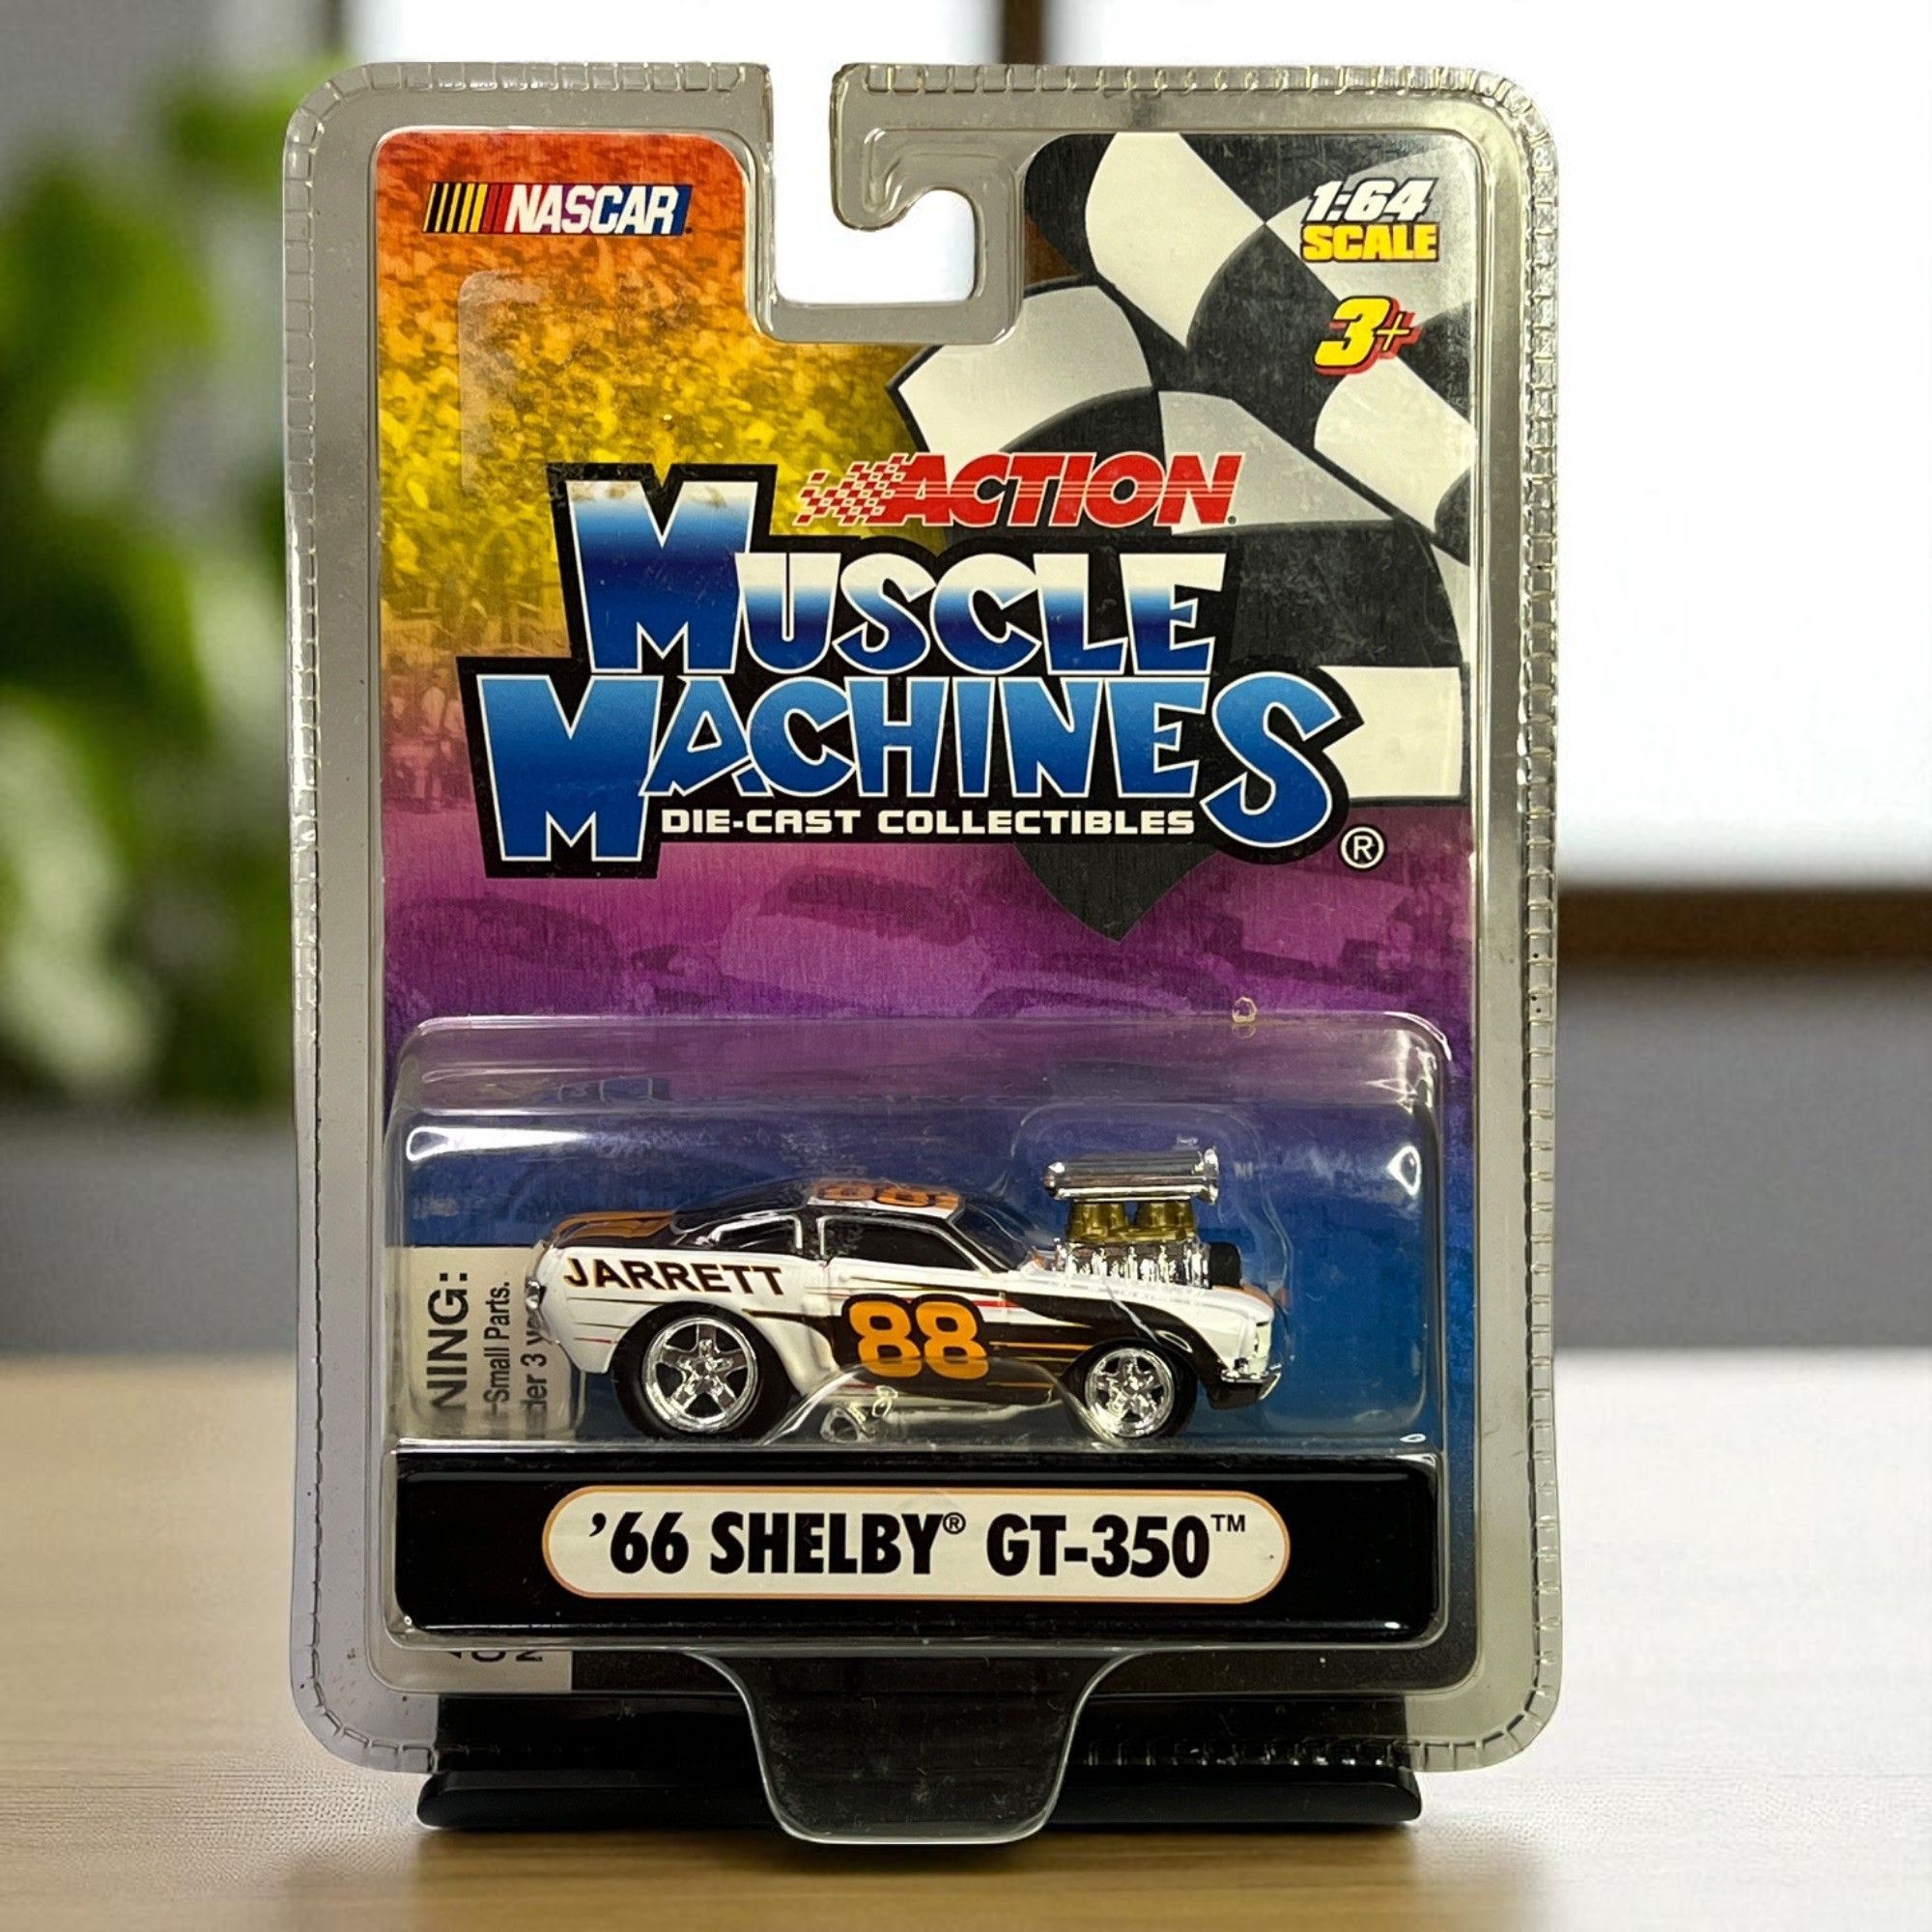 NASCAR
1:64
SCALE
3+
ACTION
MUSCLE
MACHINES
DIE-CAST COLLECTIBLES
®
88
JARRETT
88
NING:
Small Parts.
der 3
'66 SHELBY® GT-350™